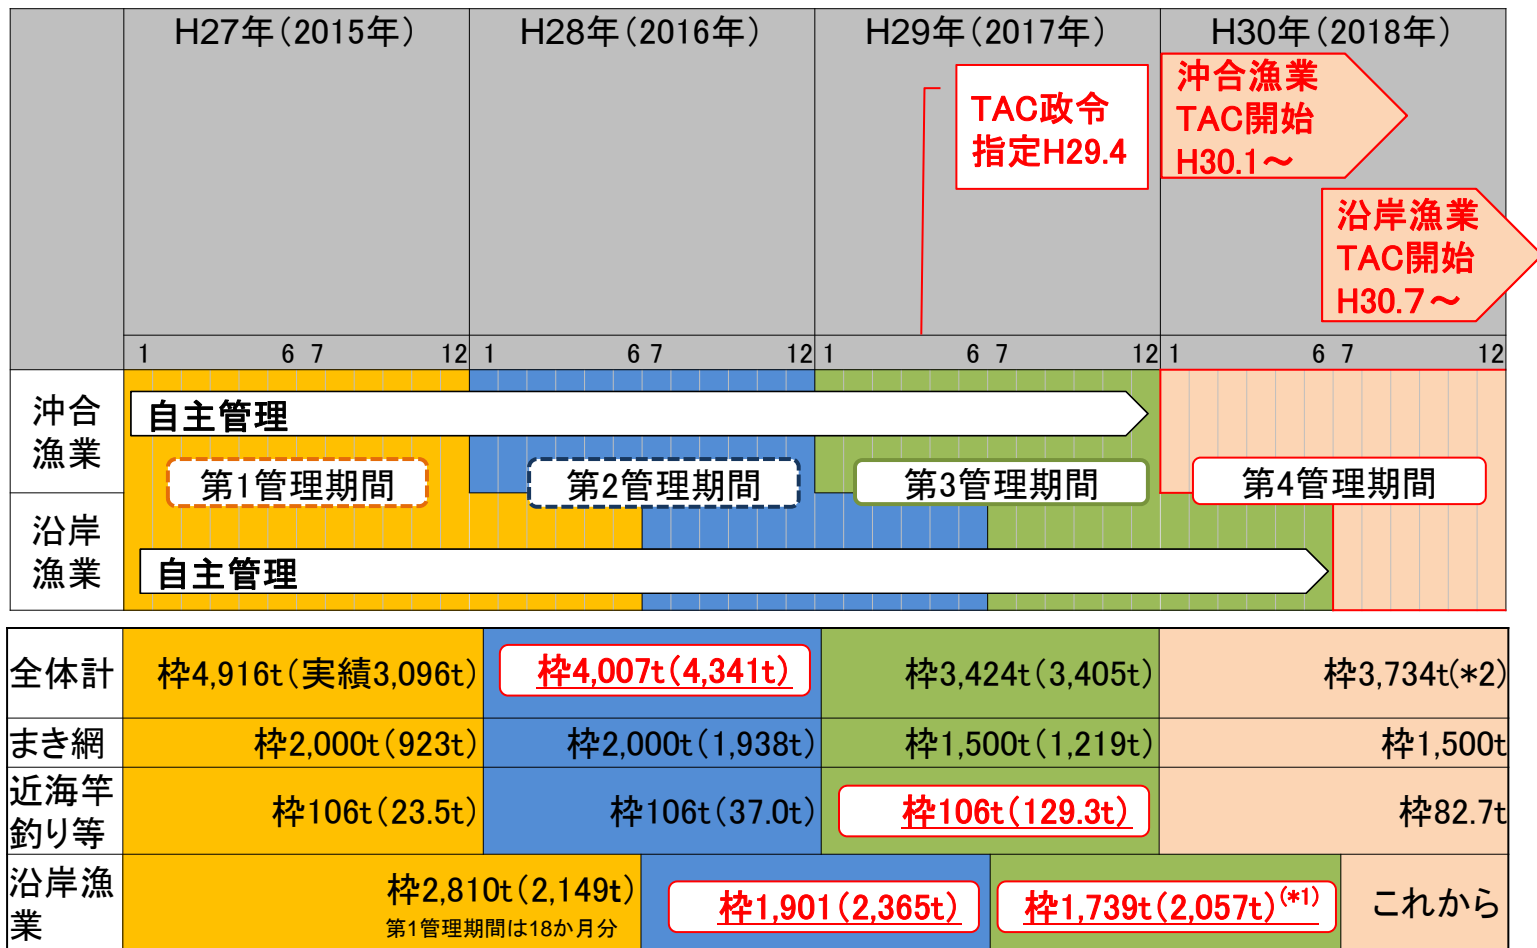 H27年(2015年)
H28年(2016年)
H29年(2017年)
H30年(2018年)
TAC政令
指定H29.4
沖合漁業
TAC開始
H30.1～
沿岸漁業
TAC開始
H30.7～
1 6 7 12 1 6 7 12 1 6 7 12 1 6 7 12
沖合
漁業
自主管理
第1管理期間
第2管理期間
第3管理期間
第4管理期間
沿岸
漁業
自主管理
全体計 枠4,916t(実績3,096t) 枠4,007t(4,341t) 枠3,424t(3,405t) 枠3,734t(*2)
まき網 枠2,000t(923t) 枠2,000t(1,938t) 枠1,500t(1,219t) 枠1,500t
近海竿
釣り等
枠106t(23.5t) 枠106t(37.0t) 枠106t(129.3t) 枠82.7t
沿岸漁
業
枠2,810t(2,149t)
第1管理期間は18か月分
枠1,901(2,365t) 枠1,739t(2,057t)(*1) これから